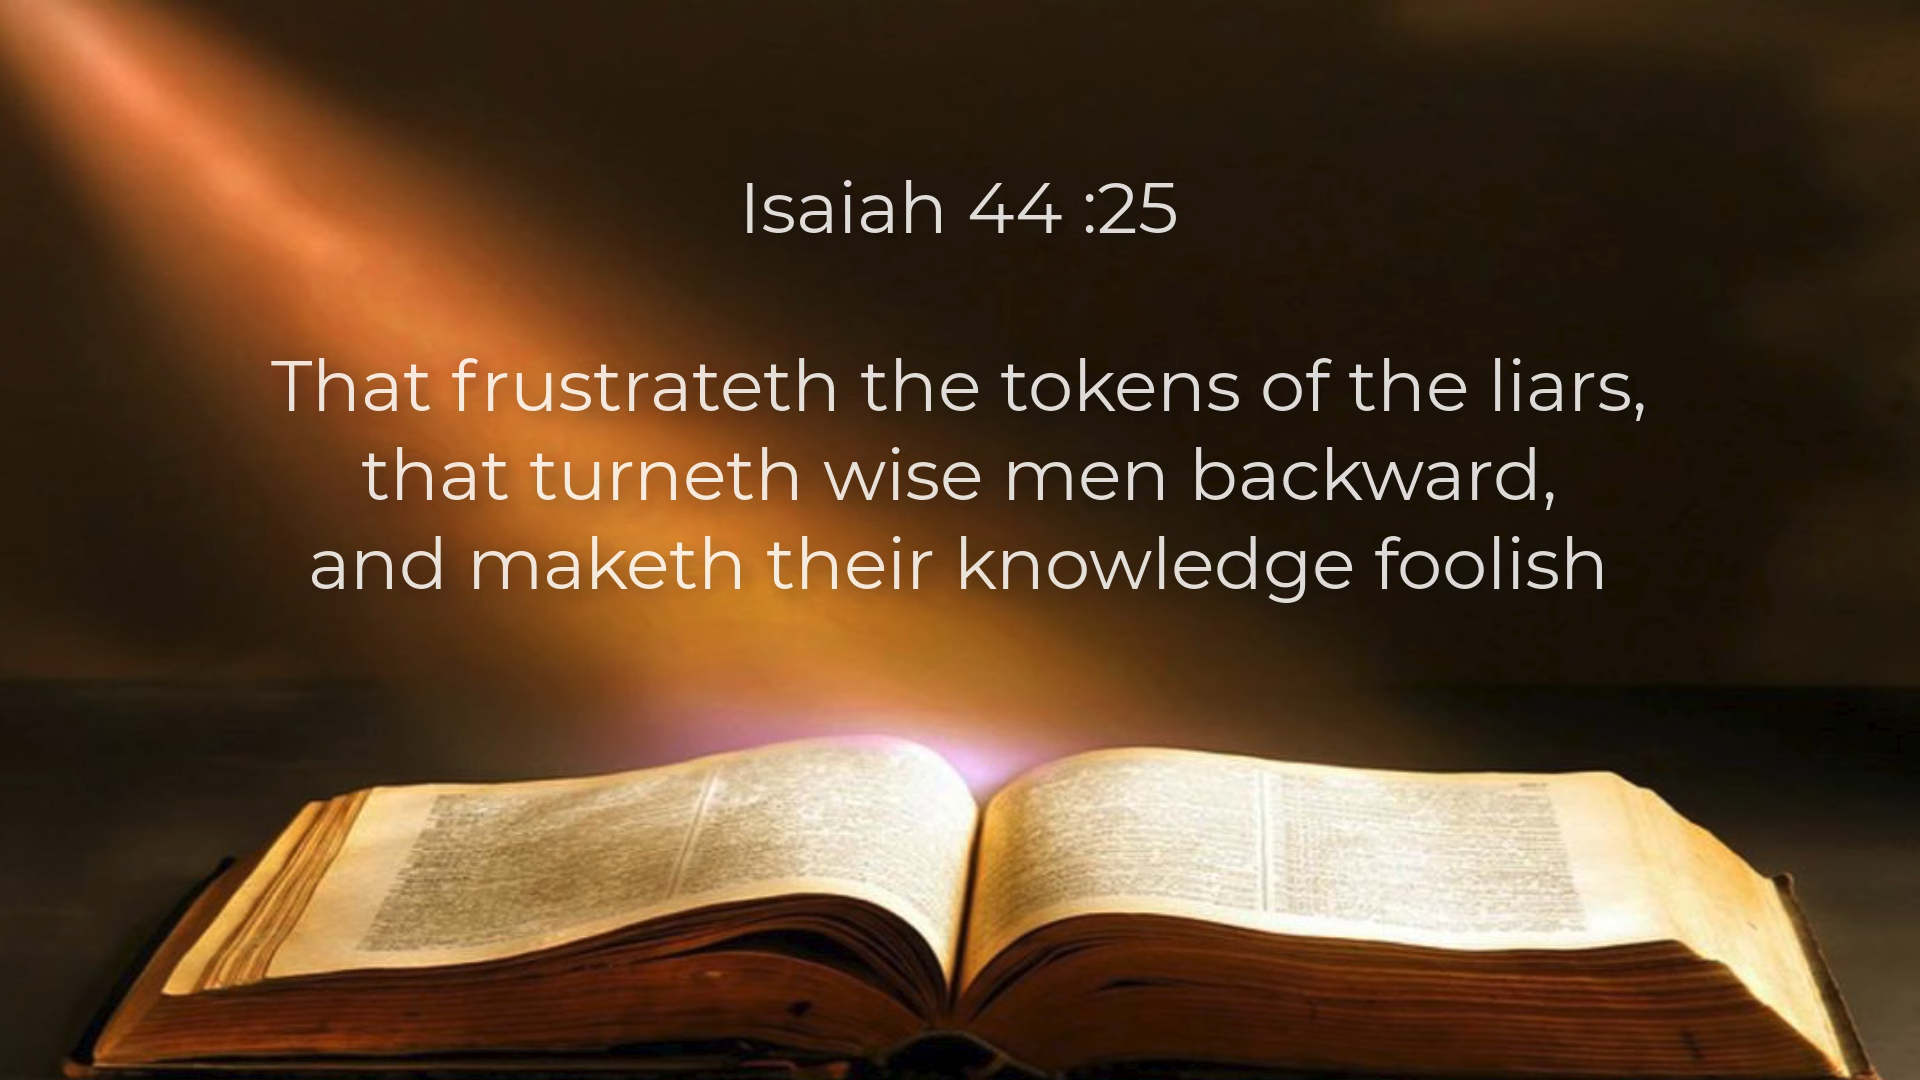 Isaiah 44 :25
That frustrateth the tokens of the liars,
that turneth wise men backward,
and maketh their knowledge foolish